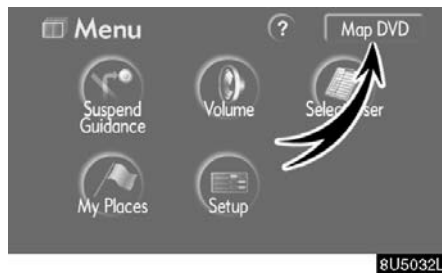 Menu
?
Map DVD
Suspend
Guidance
Volume
Select User
My Places
Setup
8U5032L